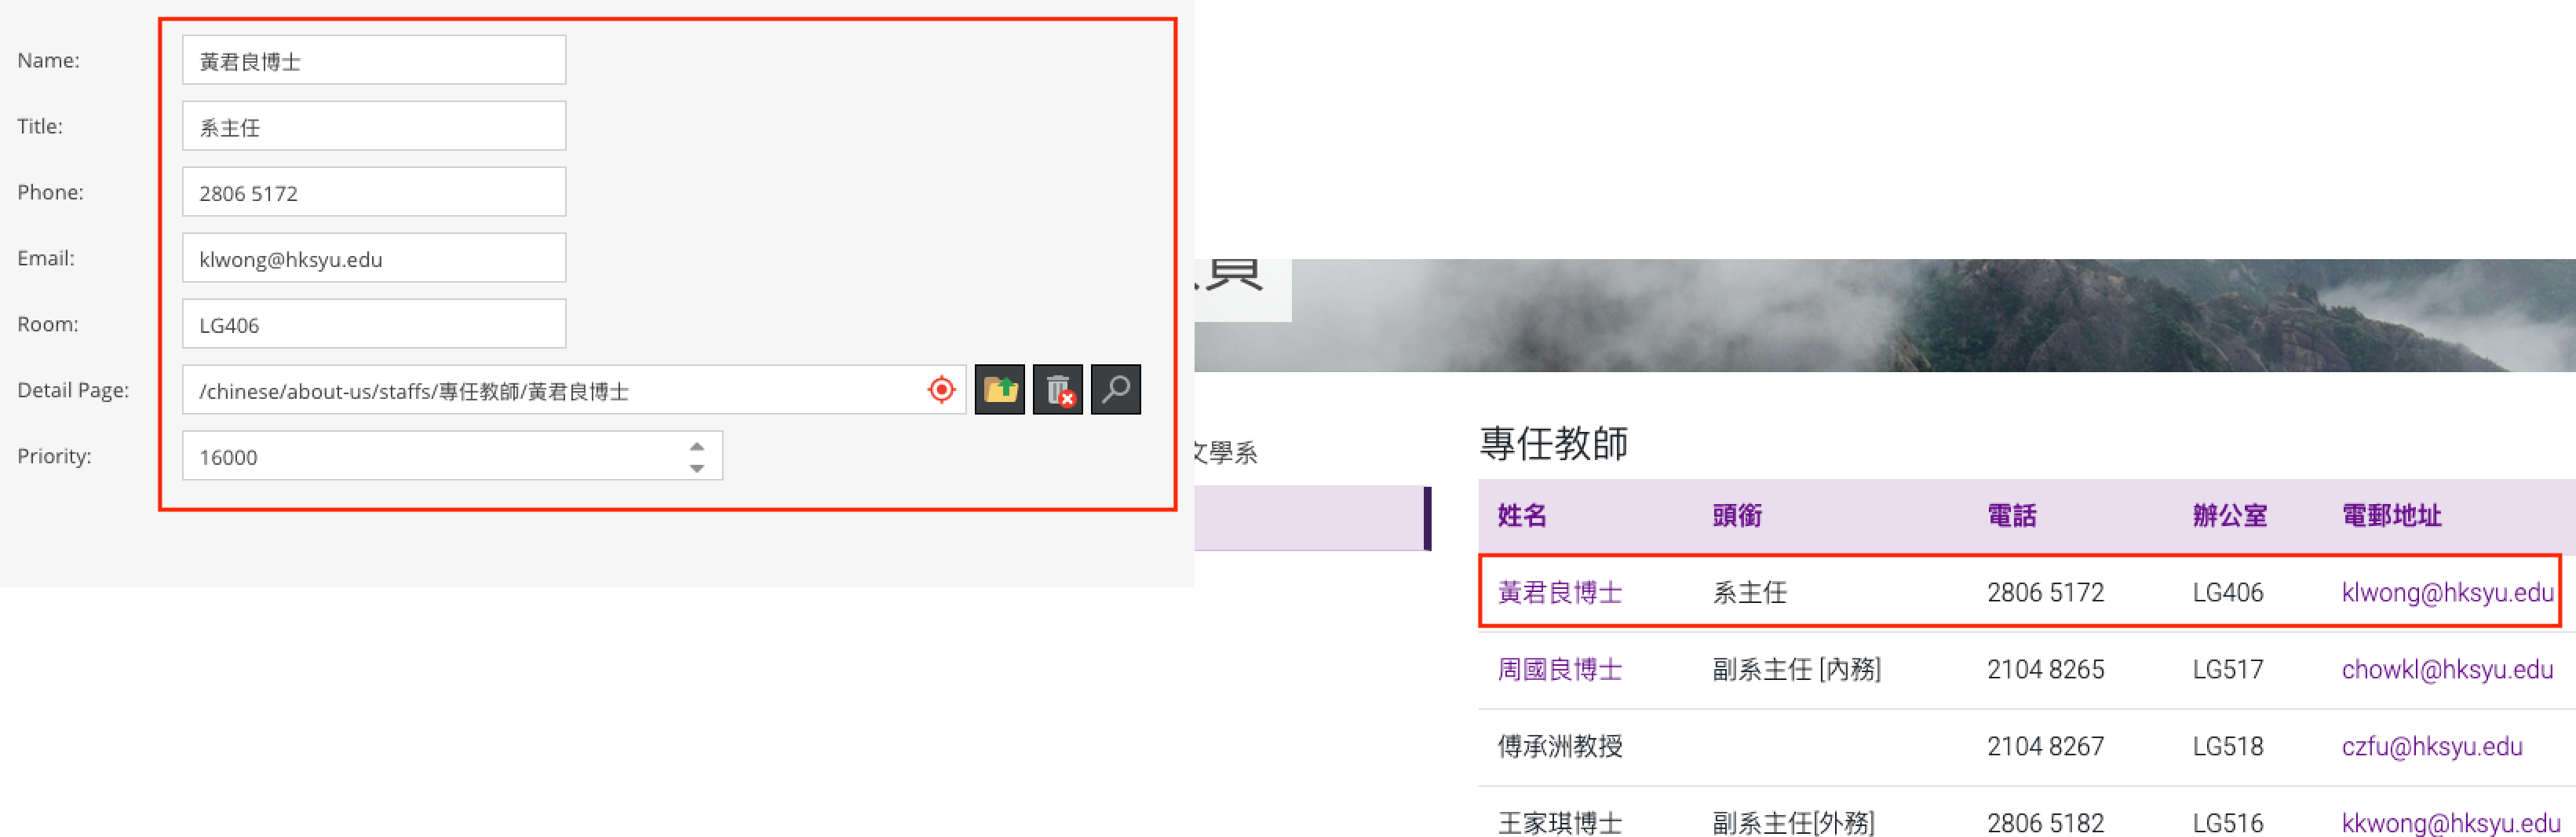 Name: 黃君良博士
Title: 系主任
Phone: 2806 5172
Email: klwong@hksyu.edu
Room: LG406
Detail Page: /chinese/about-us/staffs/專任教師/黃君良博士
Priority: 16000
文學系
專任教師
姓名 頭銜 電話 辦公室 電郵地址
黃君良博士 系主任 2806 5172 LG406 klwong@hksyu.edu
周國良博士 副系主任 [內務] 2104 8265 LG517 chowkl@hksyu.edu
傅承洲教授 2104 8267 LG518 czfu@hksyu.edu
王家琪博士 副系主任[外務] 2806 5182 LG516 kkwong@hksyu.edu